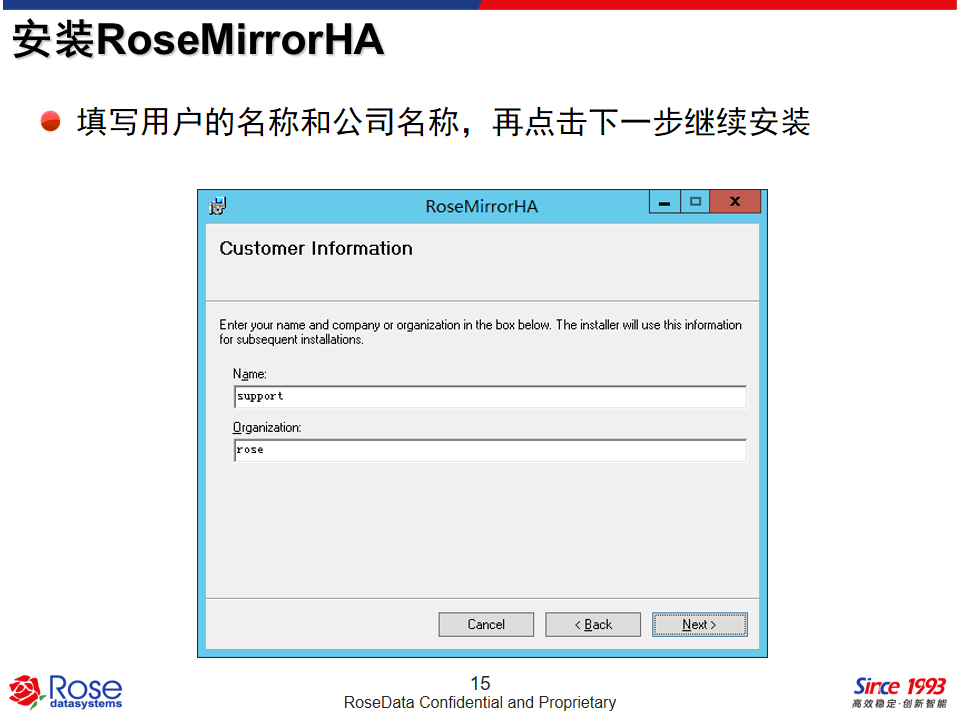 安装RoseMirrorHA
填写用户的名称和公司名称，再点击下一步继续安装
RoseMirrorHA
Customer Information
Enter your name and company or organization in the box below. The installer will use this information
for subsequent installations.
Name:
support
Organization:
rose
Cancel
< Back
Next >
Rose
datasystems
15
RoseData Confidential and Proprietary
Since 1993
高效稳定·创新智能